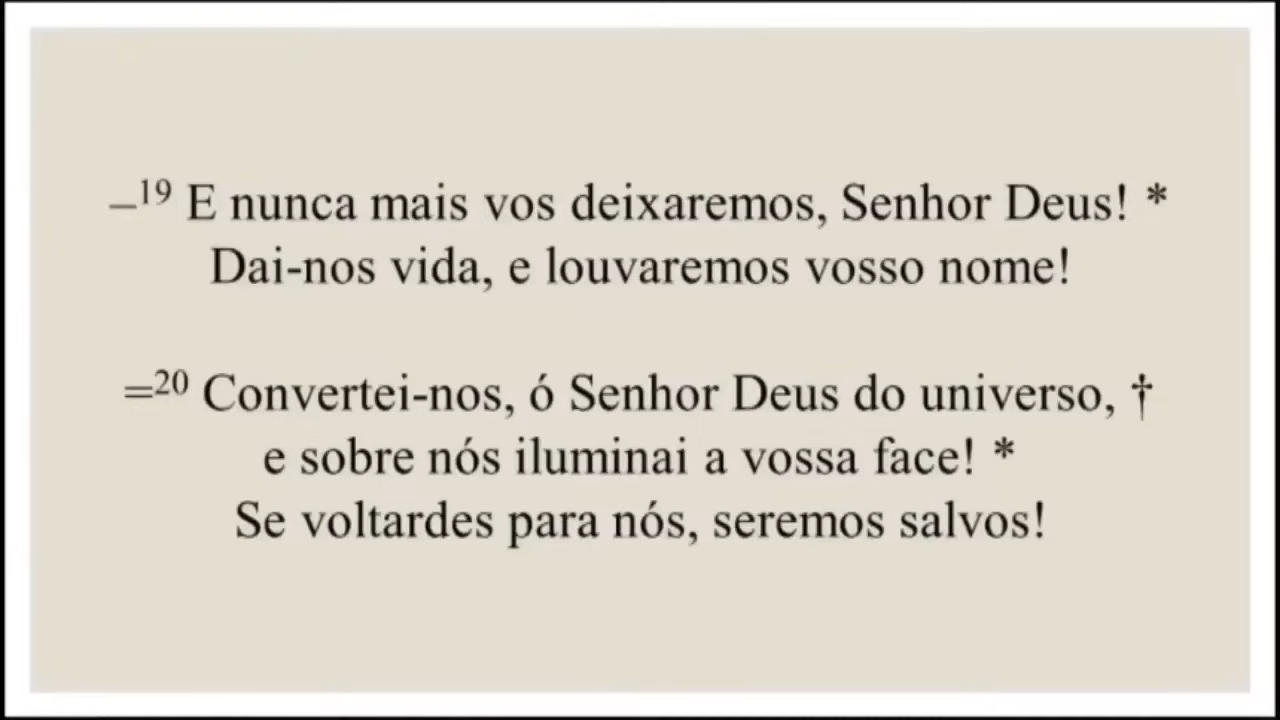 –19 E nunca mais vos deixaremos, Senhor Deus! *
Dai-nos vida, e louvaremos vosso nome!
=20 Convertei-nos, ó Senhor Deus do universo, †
e sobre nós iluminai a vossa face! *
Se voltardes para nós, seremos salvos!